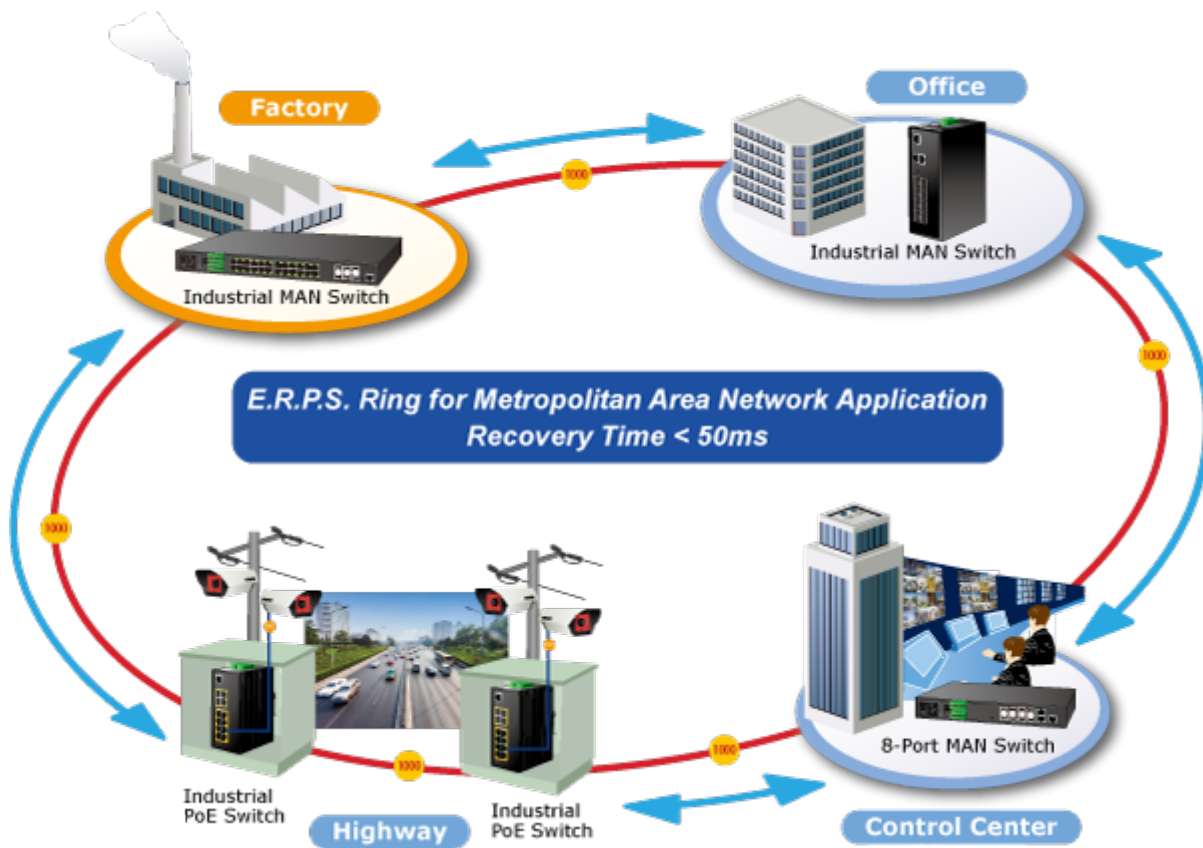 Factory
Office
1000
Industrial MAN Switch
Industrial MAN Switch
1000
E.R.P.S. Ring for Metropolitan Area Network Application
Recovery Time < 50ms
1000
8-Port MAN Switch
1000
1000
Industrial
PoE Switch
Industrial
PoE Switch
Highway
Control Center